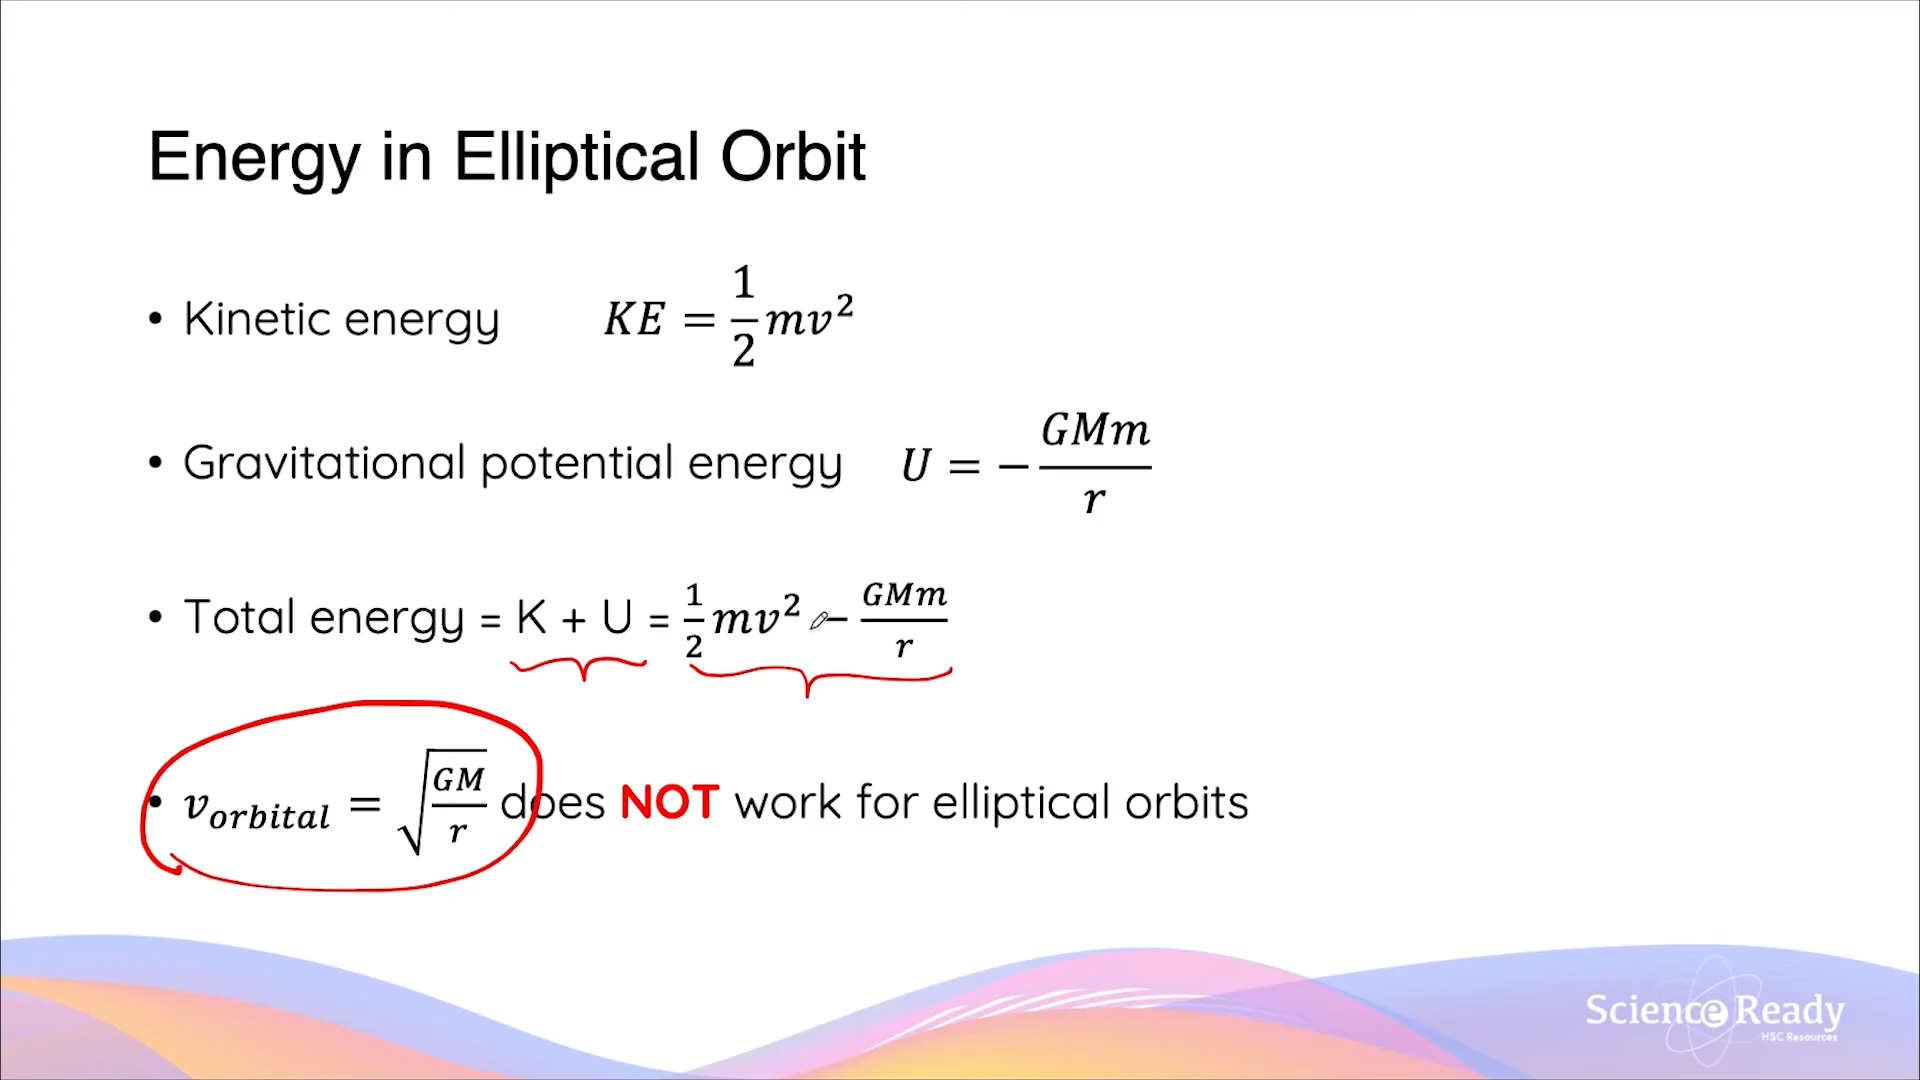 Energy in Elliptical Orbit
• Kinetic energy KE = 1/2 mv²
• Gravitational potential energy U = − GMm/r
• Total energy = K + U = 1/2 mv² − GMm/r
• v_orbital = √(GM/r) does NOT work for elliptical orbits
Science Ready
HSC Resources